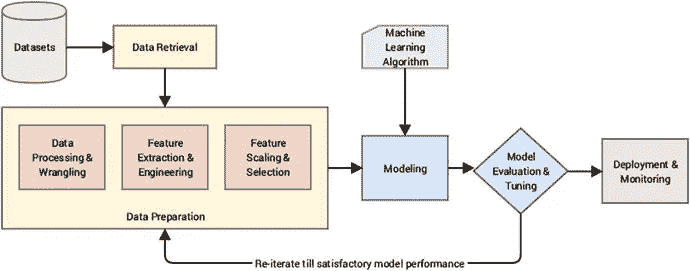 Datasets
Data Retrieval
Machine
Learning
Algorithm
Data
Processing &
Wrangling
Feature
Extraction &
Engineering
Feature
Scaling &
Selection
Data Preparation
Modeling
Model
Evaluation &
Tuning
Deployment &
Monitoring
Re-iterate till satisfactory model performance